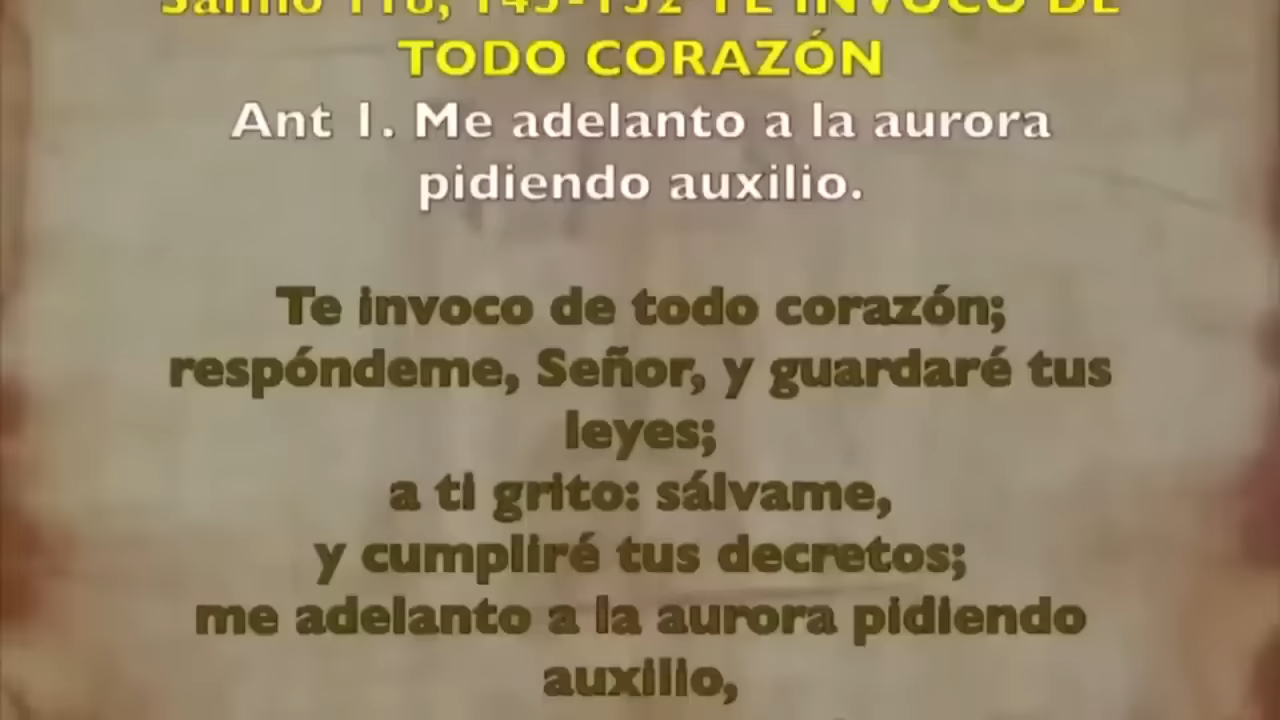 Salmo 118, 145-152 TE INVOCO DE
TODO CORAZÓN
Ant 1. Me adelanto a la aurora
pidiendo auxilio.
Te invoco de todo corazón;
respóndeme, Señor, y guardaré tus
leyes;
a ti grito: sálvame,
y cumpliré tus decretos;
me adelanto a la aurora pidiendo
auxilio,